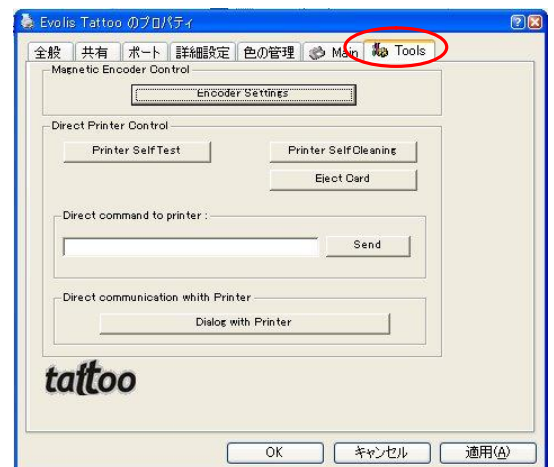 Evolis Tattoo のプロパティ
全般 共有 ポート 詳細設定 色の管理 Main Tools
Magnetic Encoder Control
Encoder Settings
Direct Printer Control
Printer SelfTest Printer SelfCleaning
Eject Card
Direct command to printer :
Send
Direct communication whith Printer
Dialog with Printer
tattoo
OK キャンセル 適用(A)